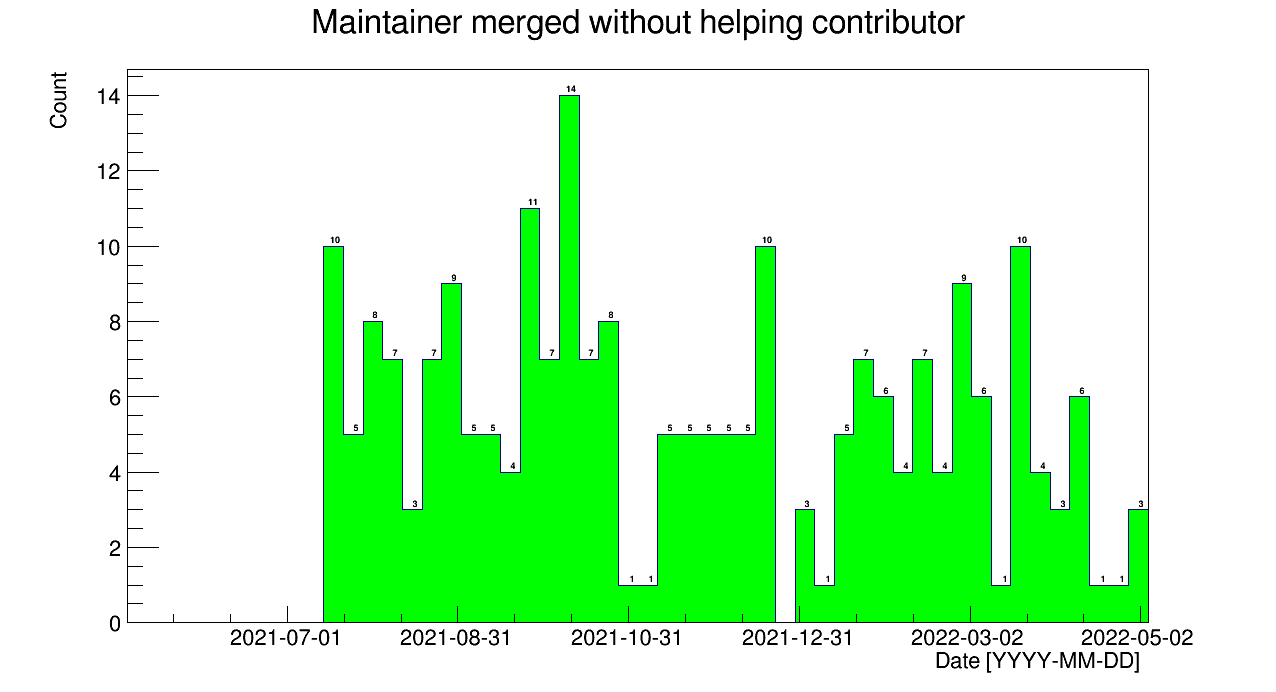 Maintainer merged without helping contributor
Count
14
12
10
8
6
4
2
0
10 5 8 7 3 7 9 5 5 4 11 7 14 7 8 1 1 5 5 5 5 5 10 3 1 5 7 6 4 7 4 9 6 1 10 4 3 6 1 1 3
2021-07-01 2021-08-31 2021-10-31 2021-12-31 2022-03-02 2022-05-02
Date [YYYY-MM-DD]